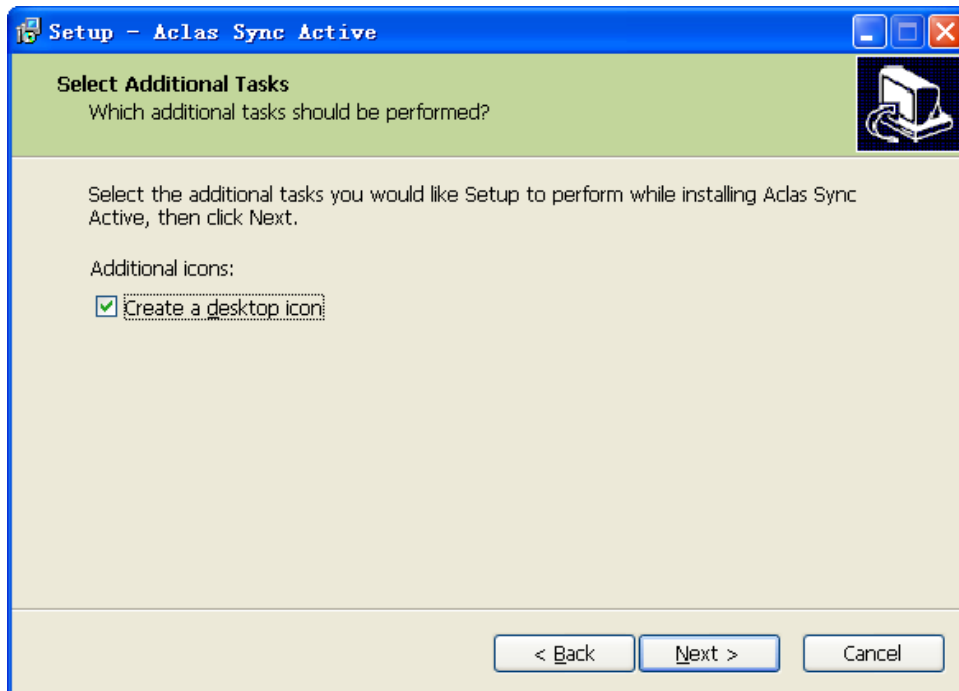 Setup - Aclas Sync Active
Select Additional Tasks
Which additional tasks should be performed?
Select the additional tasks you would like Setup to perform while installing Aclas Sync
Active, then click Next.
Additional icons:
Create a desktop icon
< Back
Next >
Cancel